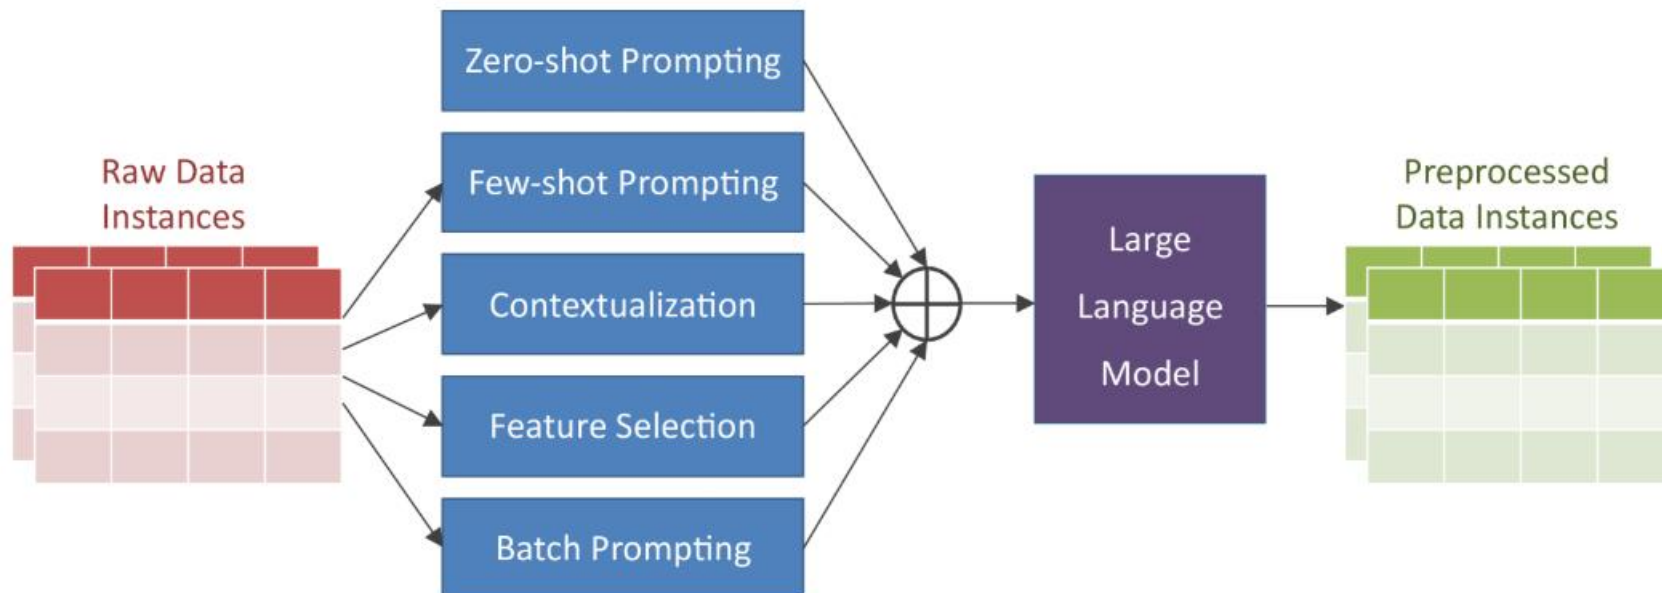 Raw Data
Instances
Zero-shot Prompting
Few-shot Prompting
Contextualization
Feature Selection
Batch Prompting
Large
Language
Model
Preprocessed
Data Instances